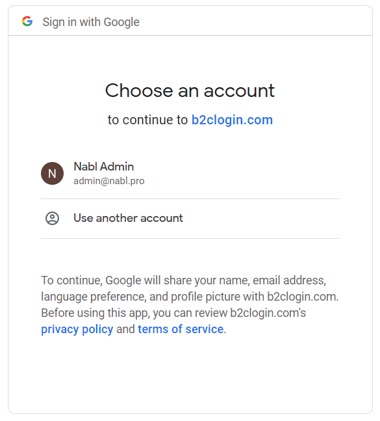 Sign in with Google
Choose an account
to continue to b2clogin.com
N
Nabl Admin
admin@nabl.pro
Use another account
To continue, Google will share your name, email address,
language preference, and profile picture with b2clogin.com.
Before using this app, you can review b2clogin.com's
privacy policy and terms of service.